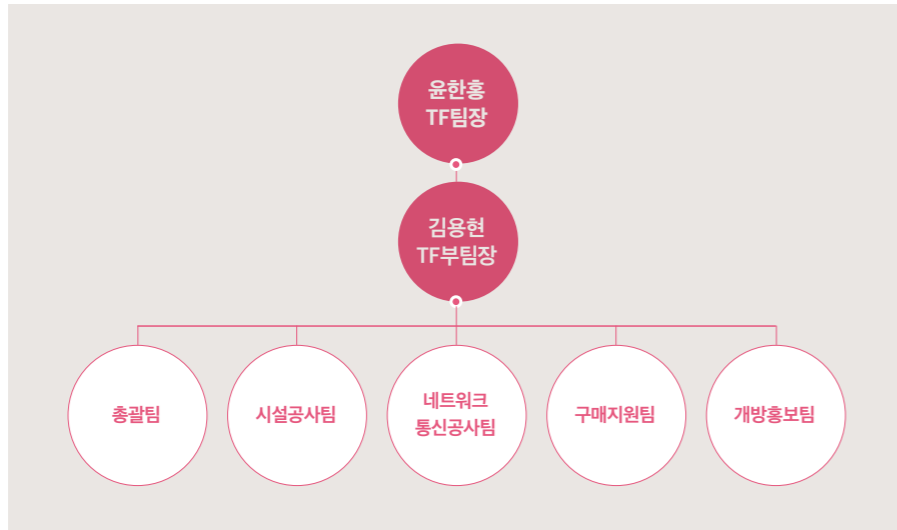 윤한홍
TF팀장
김용현
TF부팀장
총괄팀
시설공사팀
네트워크
통신공사팀
구매지원팀
개방홍보팀